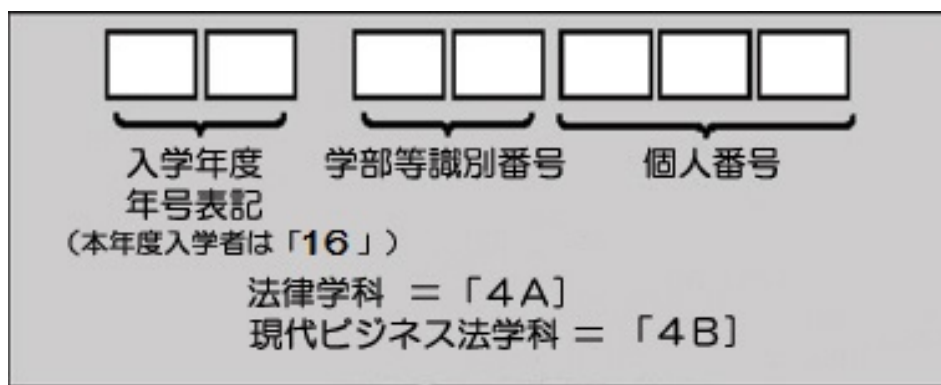 入学年度 学部等識別番号 個人番号
年号表記
（本年度入学者は「16」）
法律学科 ＝「4A］
現代ビジネス法学科＝「4B］